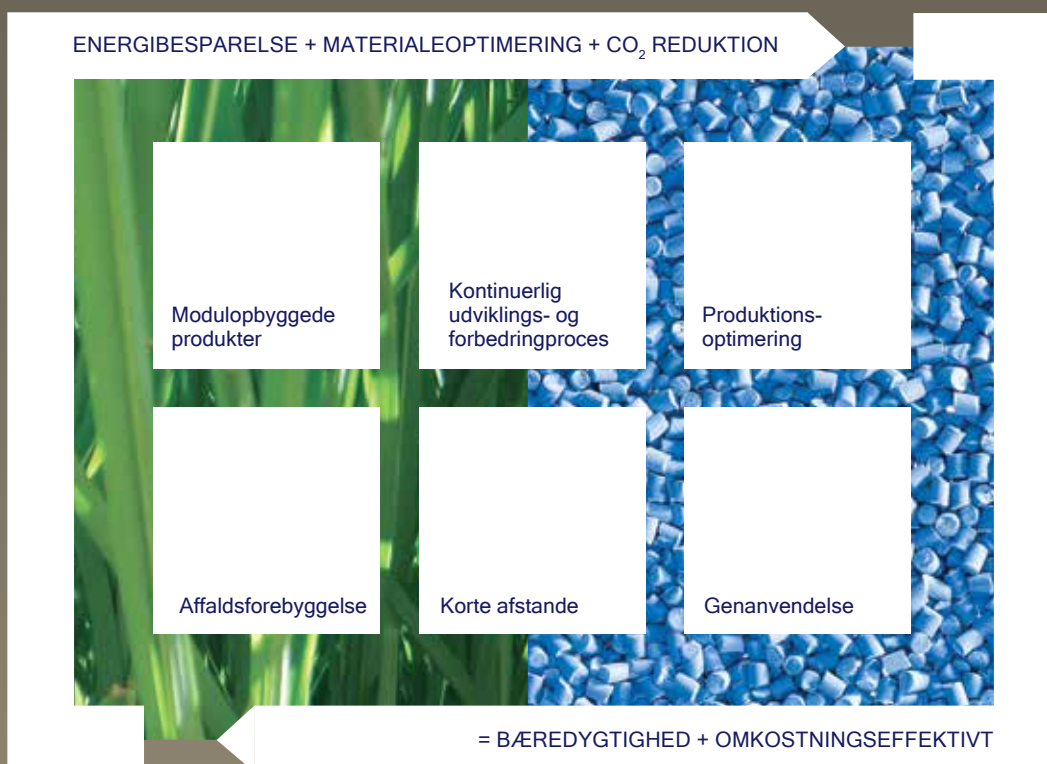 ENERGIBESPARELSE + MATERIALEOPTIMERING + CO₂ REDUKTION
Modulopbyggede
produkter
Kontinuerlig
udviklings- og
forbedringproces
Produktions-
optimering
Affaldsforebyggelse
Korte afstande
Genanvendelse
= BÆREDYGTIGHED + OMKOSTNINGSEFFEKTIVT